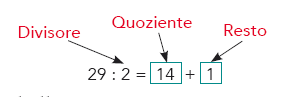 Divisore
Quoziente
Resto
29 : 2 = 14 + 1